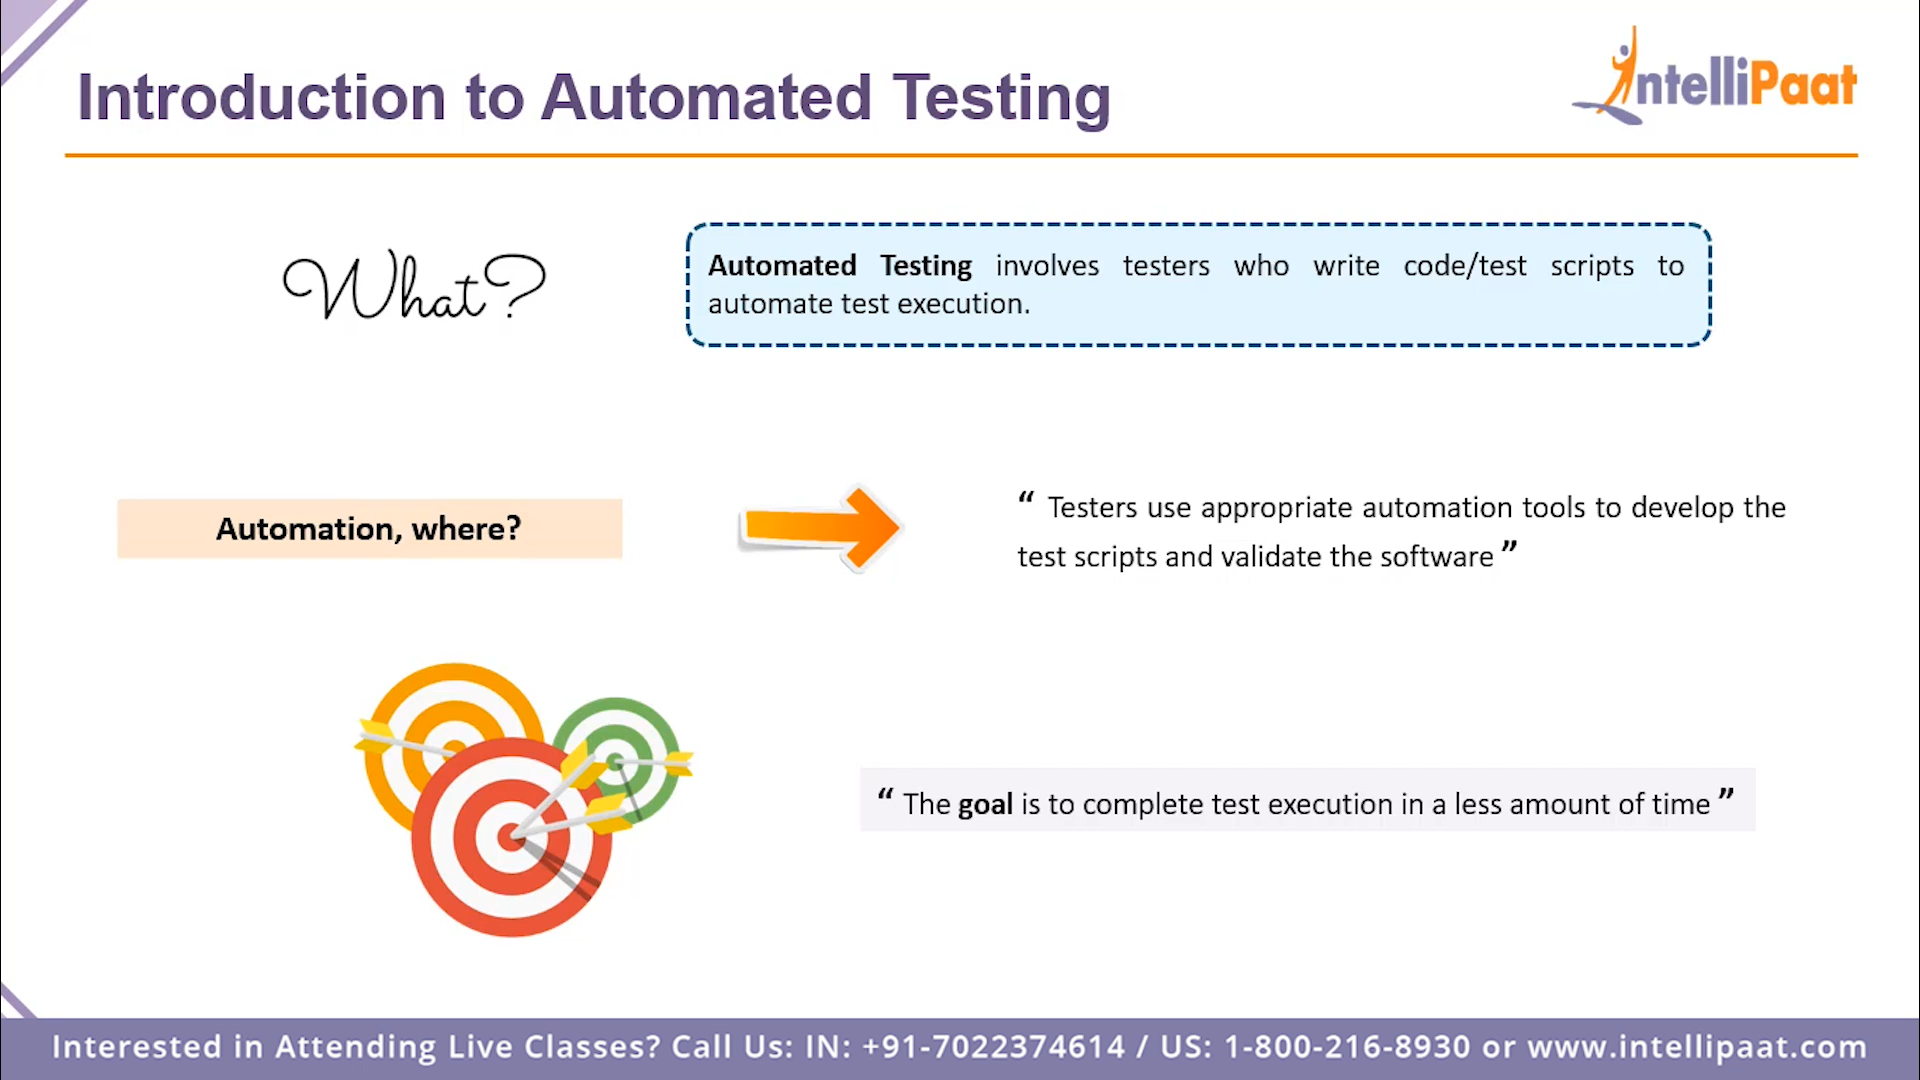 Introduction to Automated Testing
IntelliPaat
What?
Automated Testing involves testers who write code/test scripts to
automate test execution.
Automation, where?
“ Testers use appropriate automation tools to develop the
test scripts and validate the software ”
“ The goal is to complete test execution in a less amount of time ”
Interested in Attending Live Classes? Call Us: IN: +91-7022374614 / US: 1-800-216-8930 or www.intellipaat.com